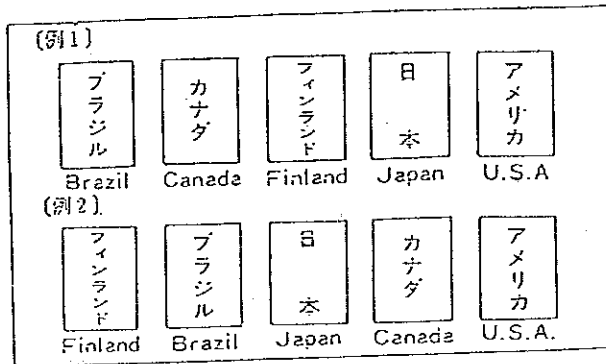 (例1)
ブラジル カナダ フィンランド 日本 アメリカ
Brazil Canada Finland Japan U.S.A
(例2)
フィンランド ブラジル 日本 カナダ アメリカ
Finland Brazil Japan Canada U.S.A.